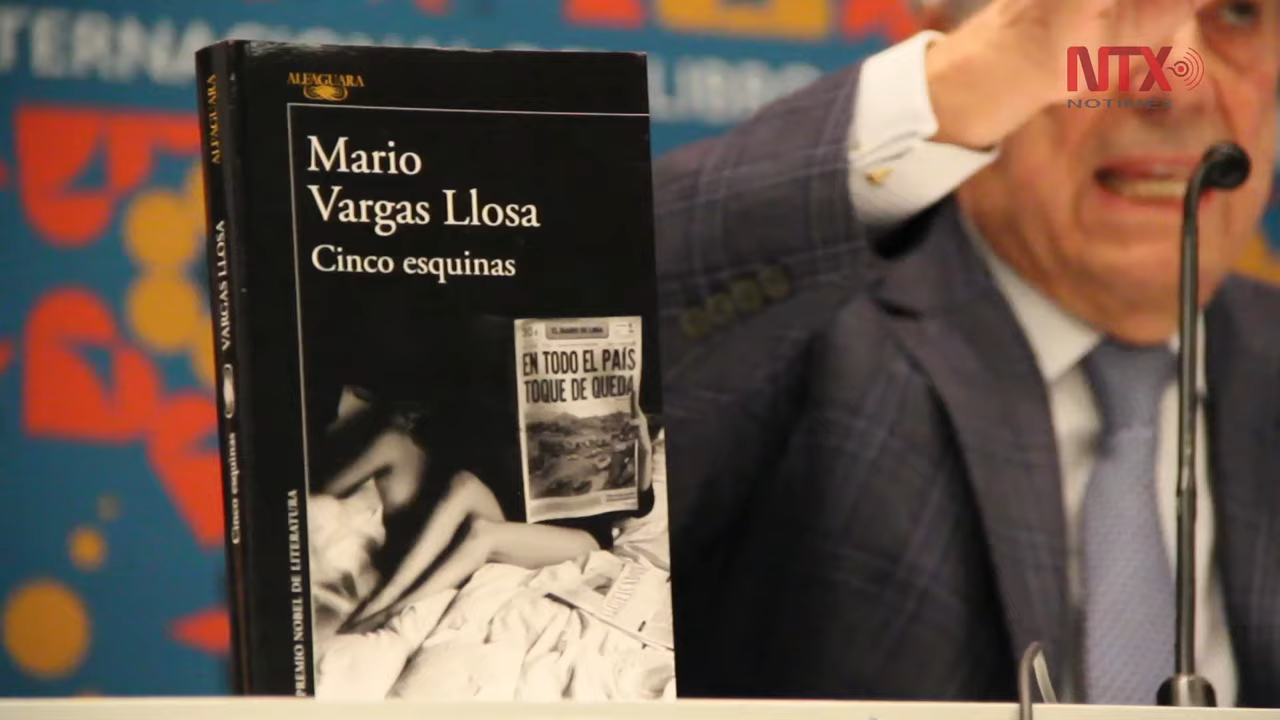 ALFAGUARA
Mario
Vargas Llosa
Cinco esquinas
EL DIARIO DE LIMA
EN TODO EL PAÍS
TOQUE DE QUEDA
PREMIO NOBEL DE LITERATURA
ALFAGUARA
VARGAS LLOSA
Cinco esquinas
NTX
NOTIMEX